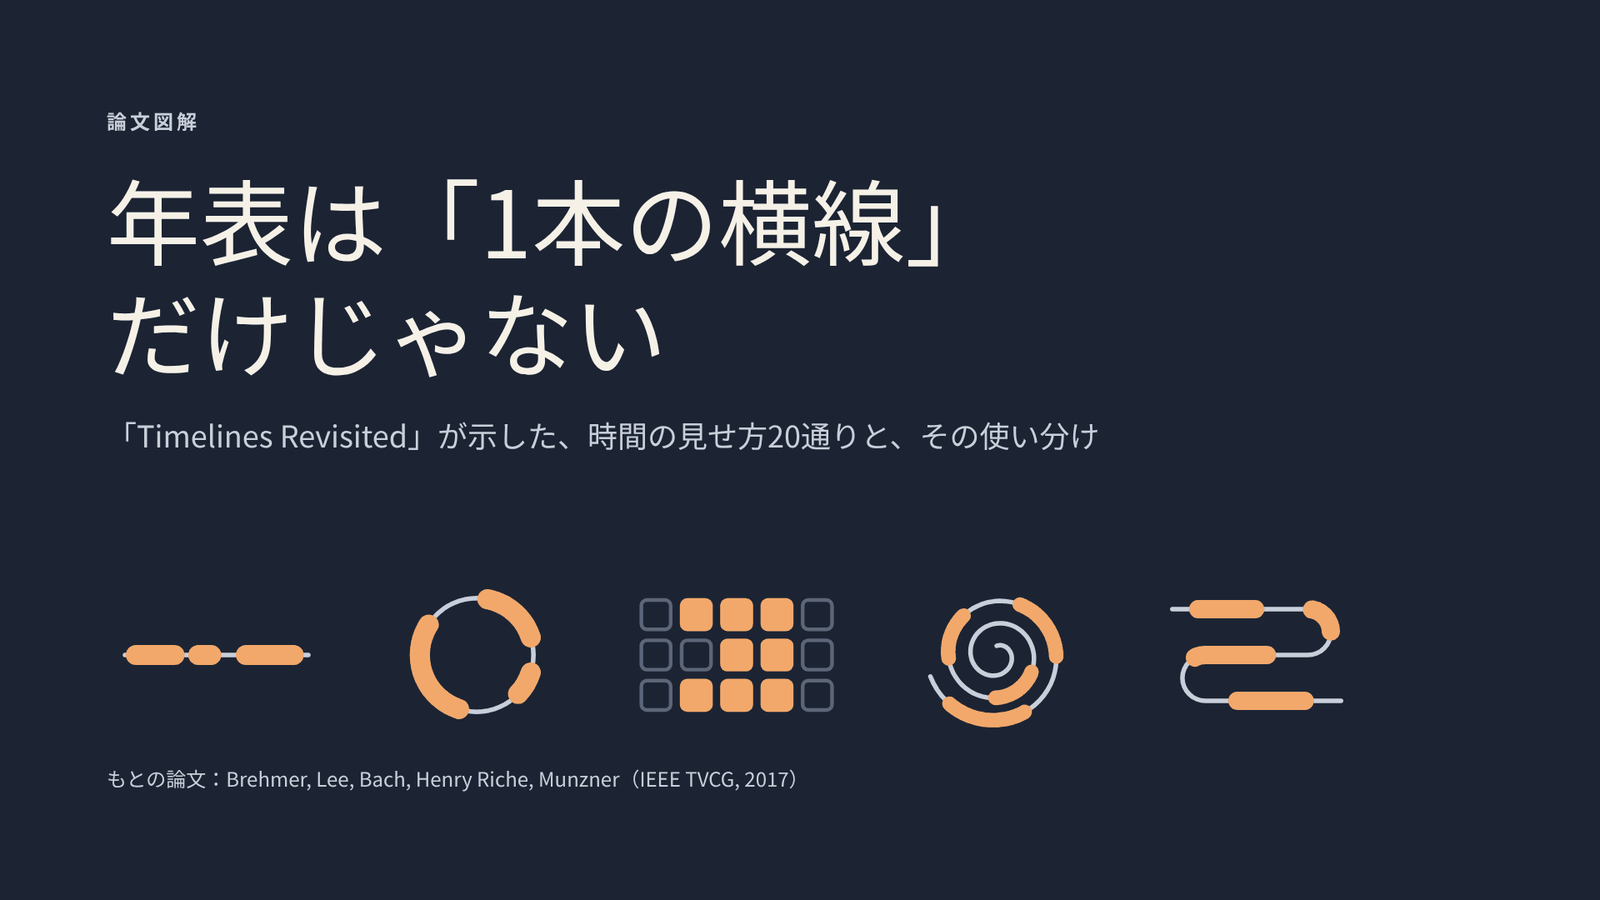 論文図解
年表は「1本の横線」
だけじゃない
「Timelines Revisited」が示した、時間の見せ方20通りと、その使い分け
もとの論文：Brehmer, Lee, Bach, Henry Riche, Munzner（IEEE TVCG, 2017）